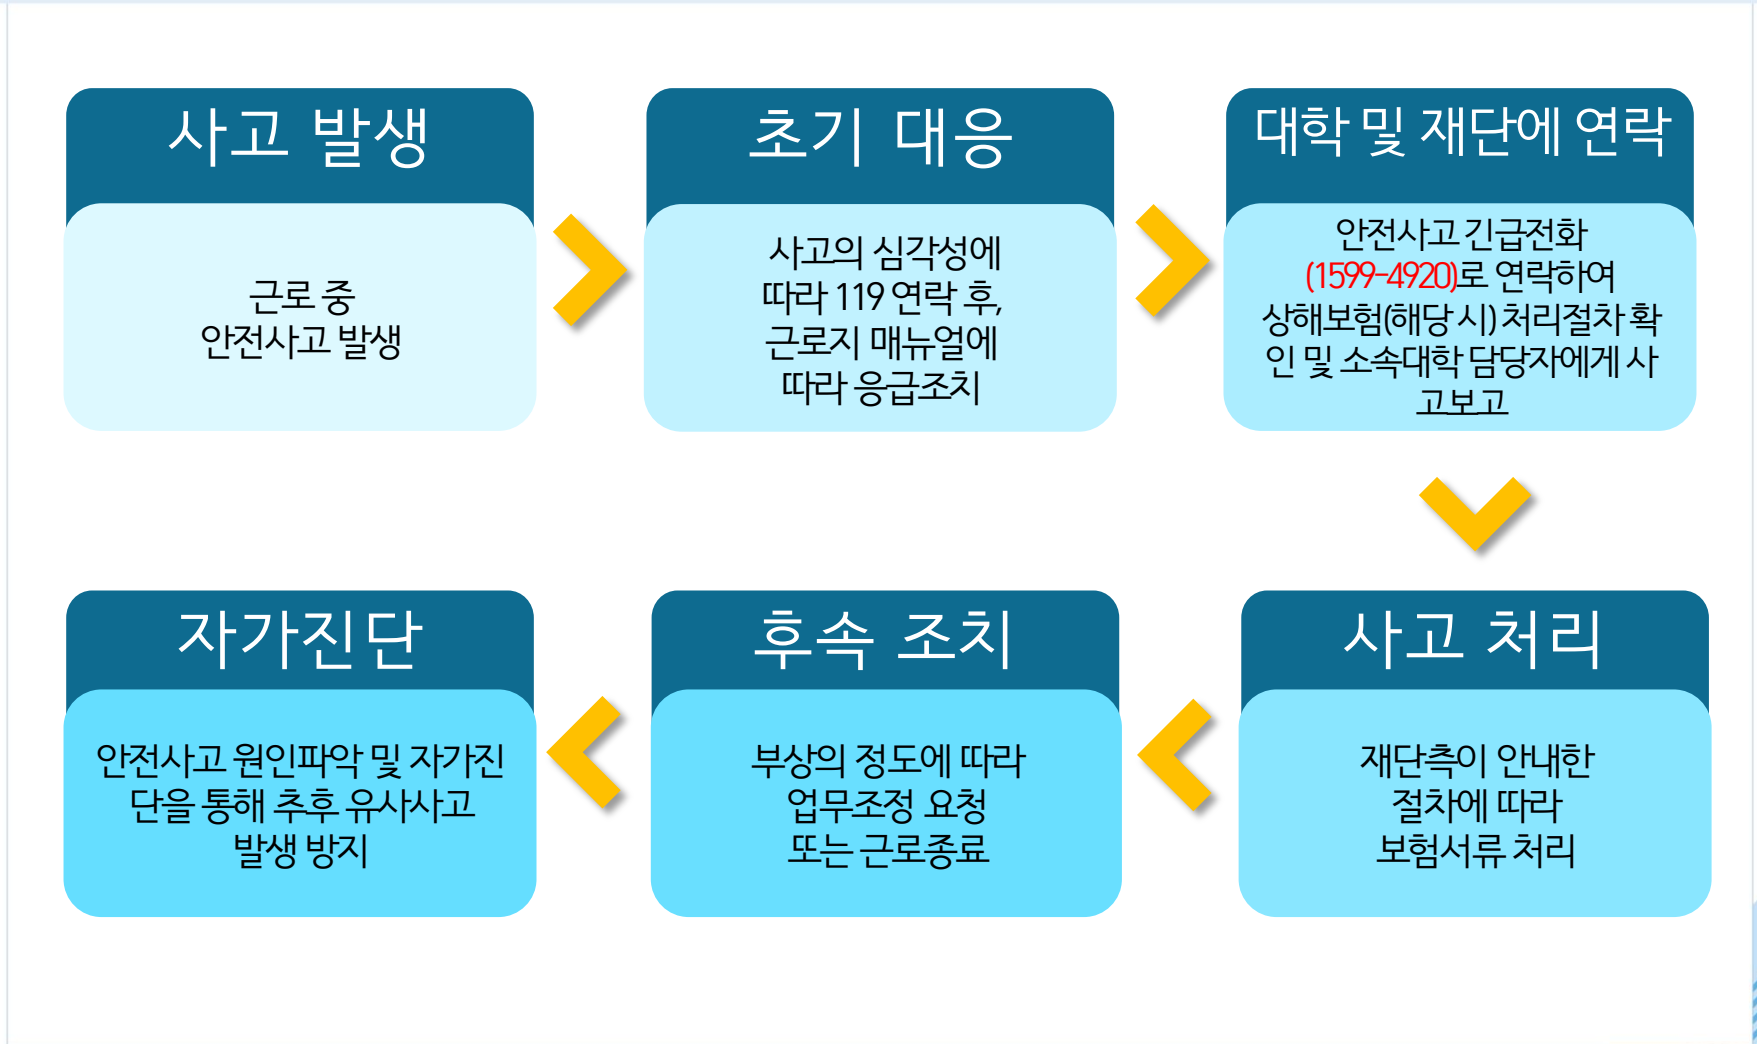 사고 발생
근로 중
안전사고 발생
초기 대응
사고의 심각성에
따라 119 연락 후,
근로지 매뉴얼에
따라 응급조치
대학 및 재단에 연락
안전사고 긴급전화
(1599-4920)로 연락하여
상해보험(해당 시) 처리절차 확
인 및 소속대학 담당자에게 사
고보고
사고 처리
재단측이 안내한
절차에 따라
보험서류 처리
후속 조치
부상의 정도에 따라
업무조정 요청
또는 근로종료
자가진단
안전사고 원인파악 및 자가진
단을 통해 추후 유사사고
발생 방지